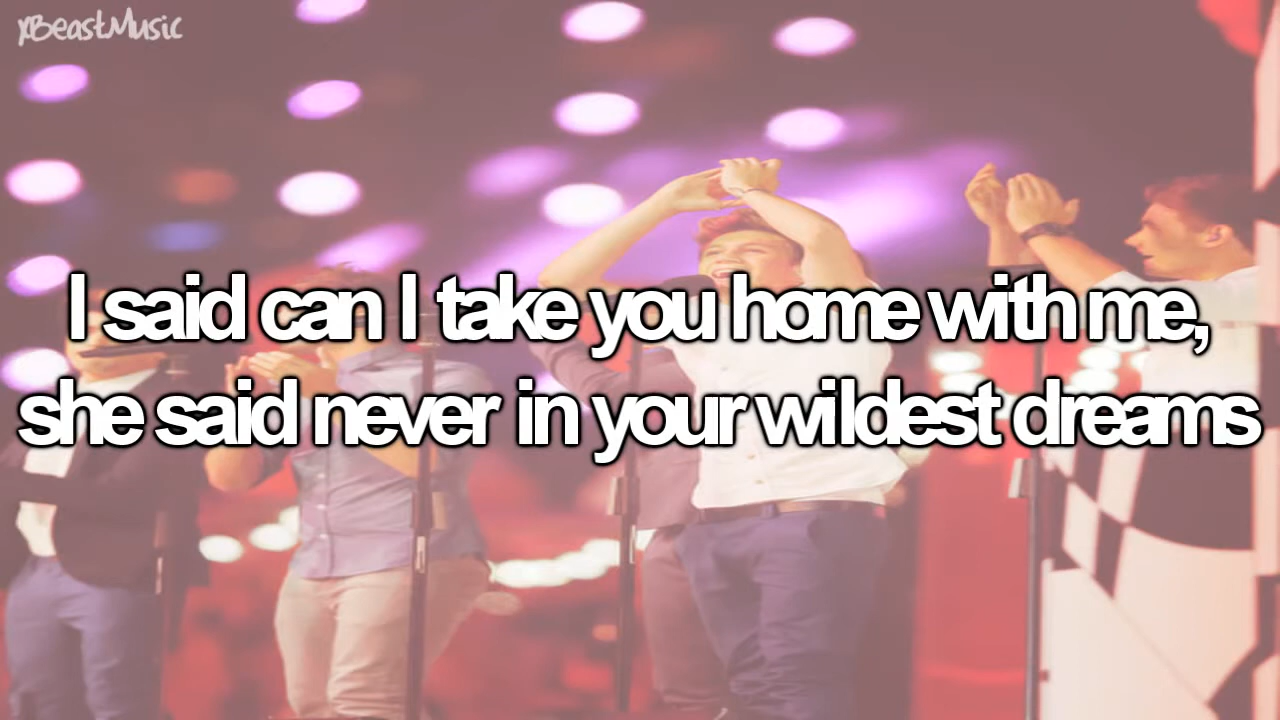 xBeastMusic
I said can I take you home with me,
she said never in your wildest dreams